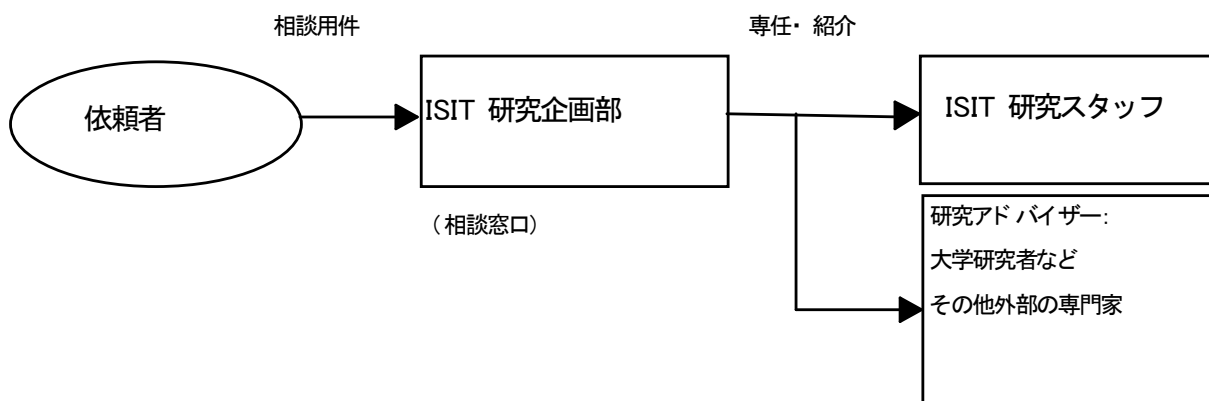 相談用件
専任・ 紹介
依頼者
ISIT 研究企画部
ISIT 研究スタッフ
(相談窓口)
研究アドバイザー:
大学研究者など
その他外部の専門家